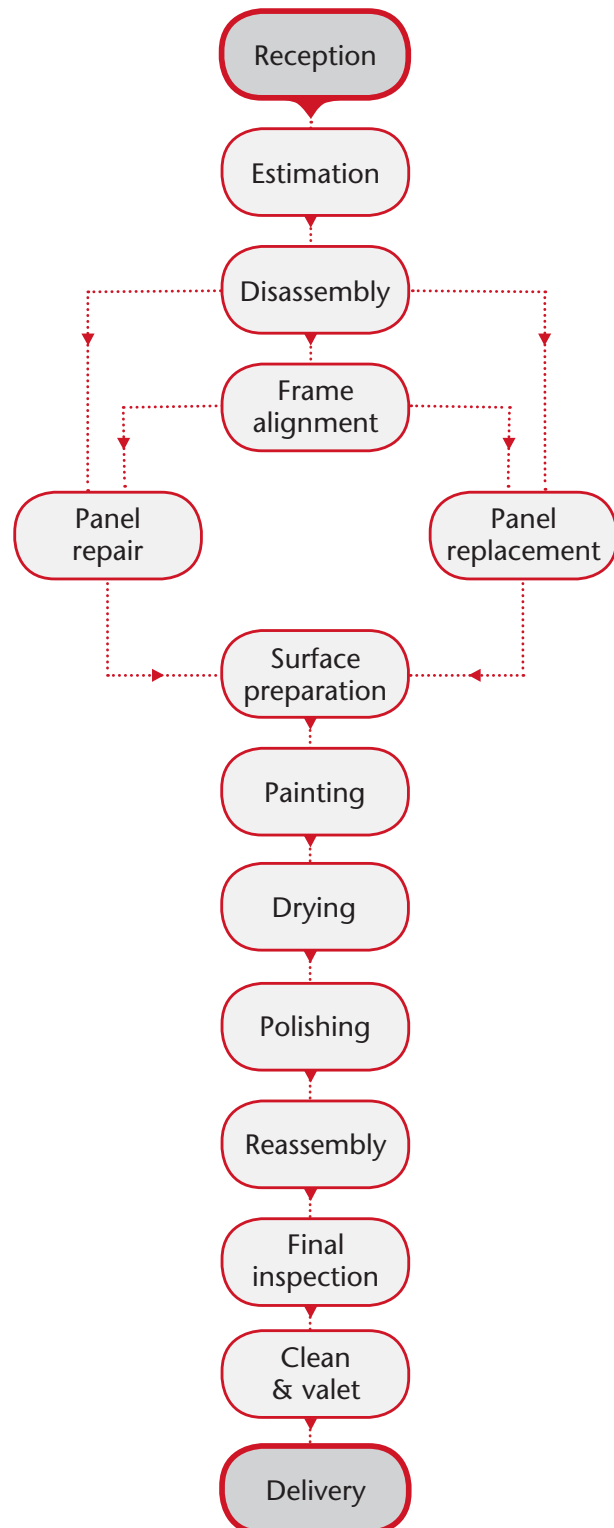 Reception
Estimation
Disassembly
Frame
alignment
Panel
repair
Panel
replacement
Surface
preparation
Painting
Drying
Polishing
Reassembly
Final
inspection
Clean
& valet
Delivery